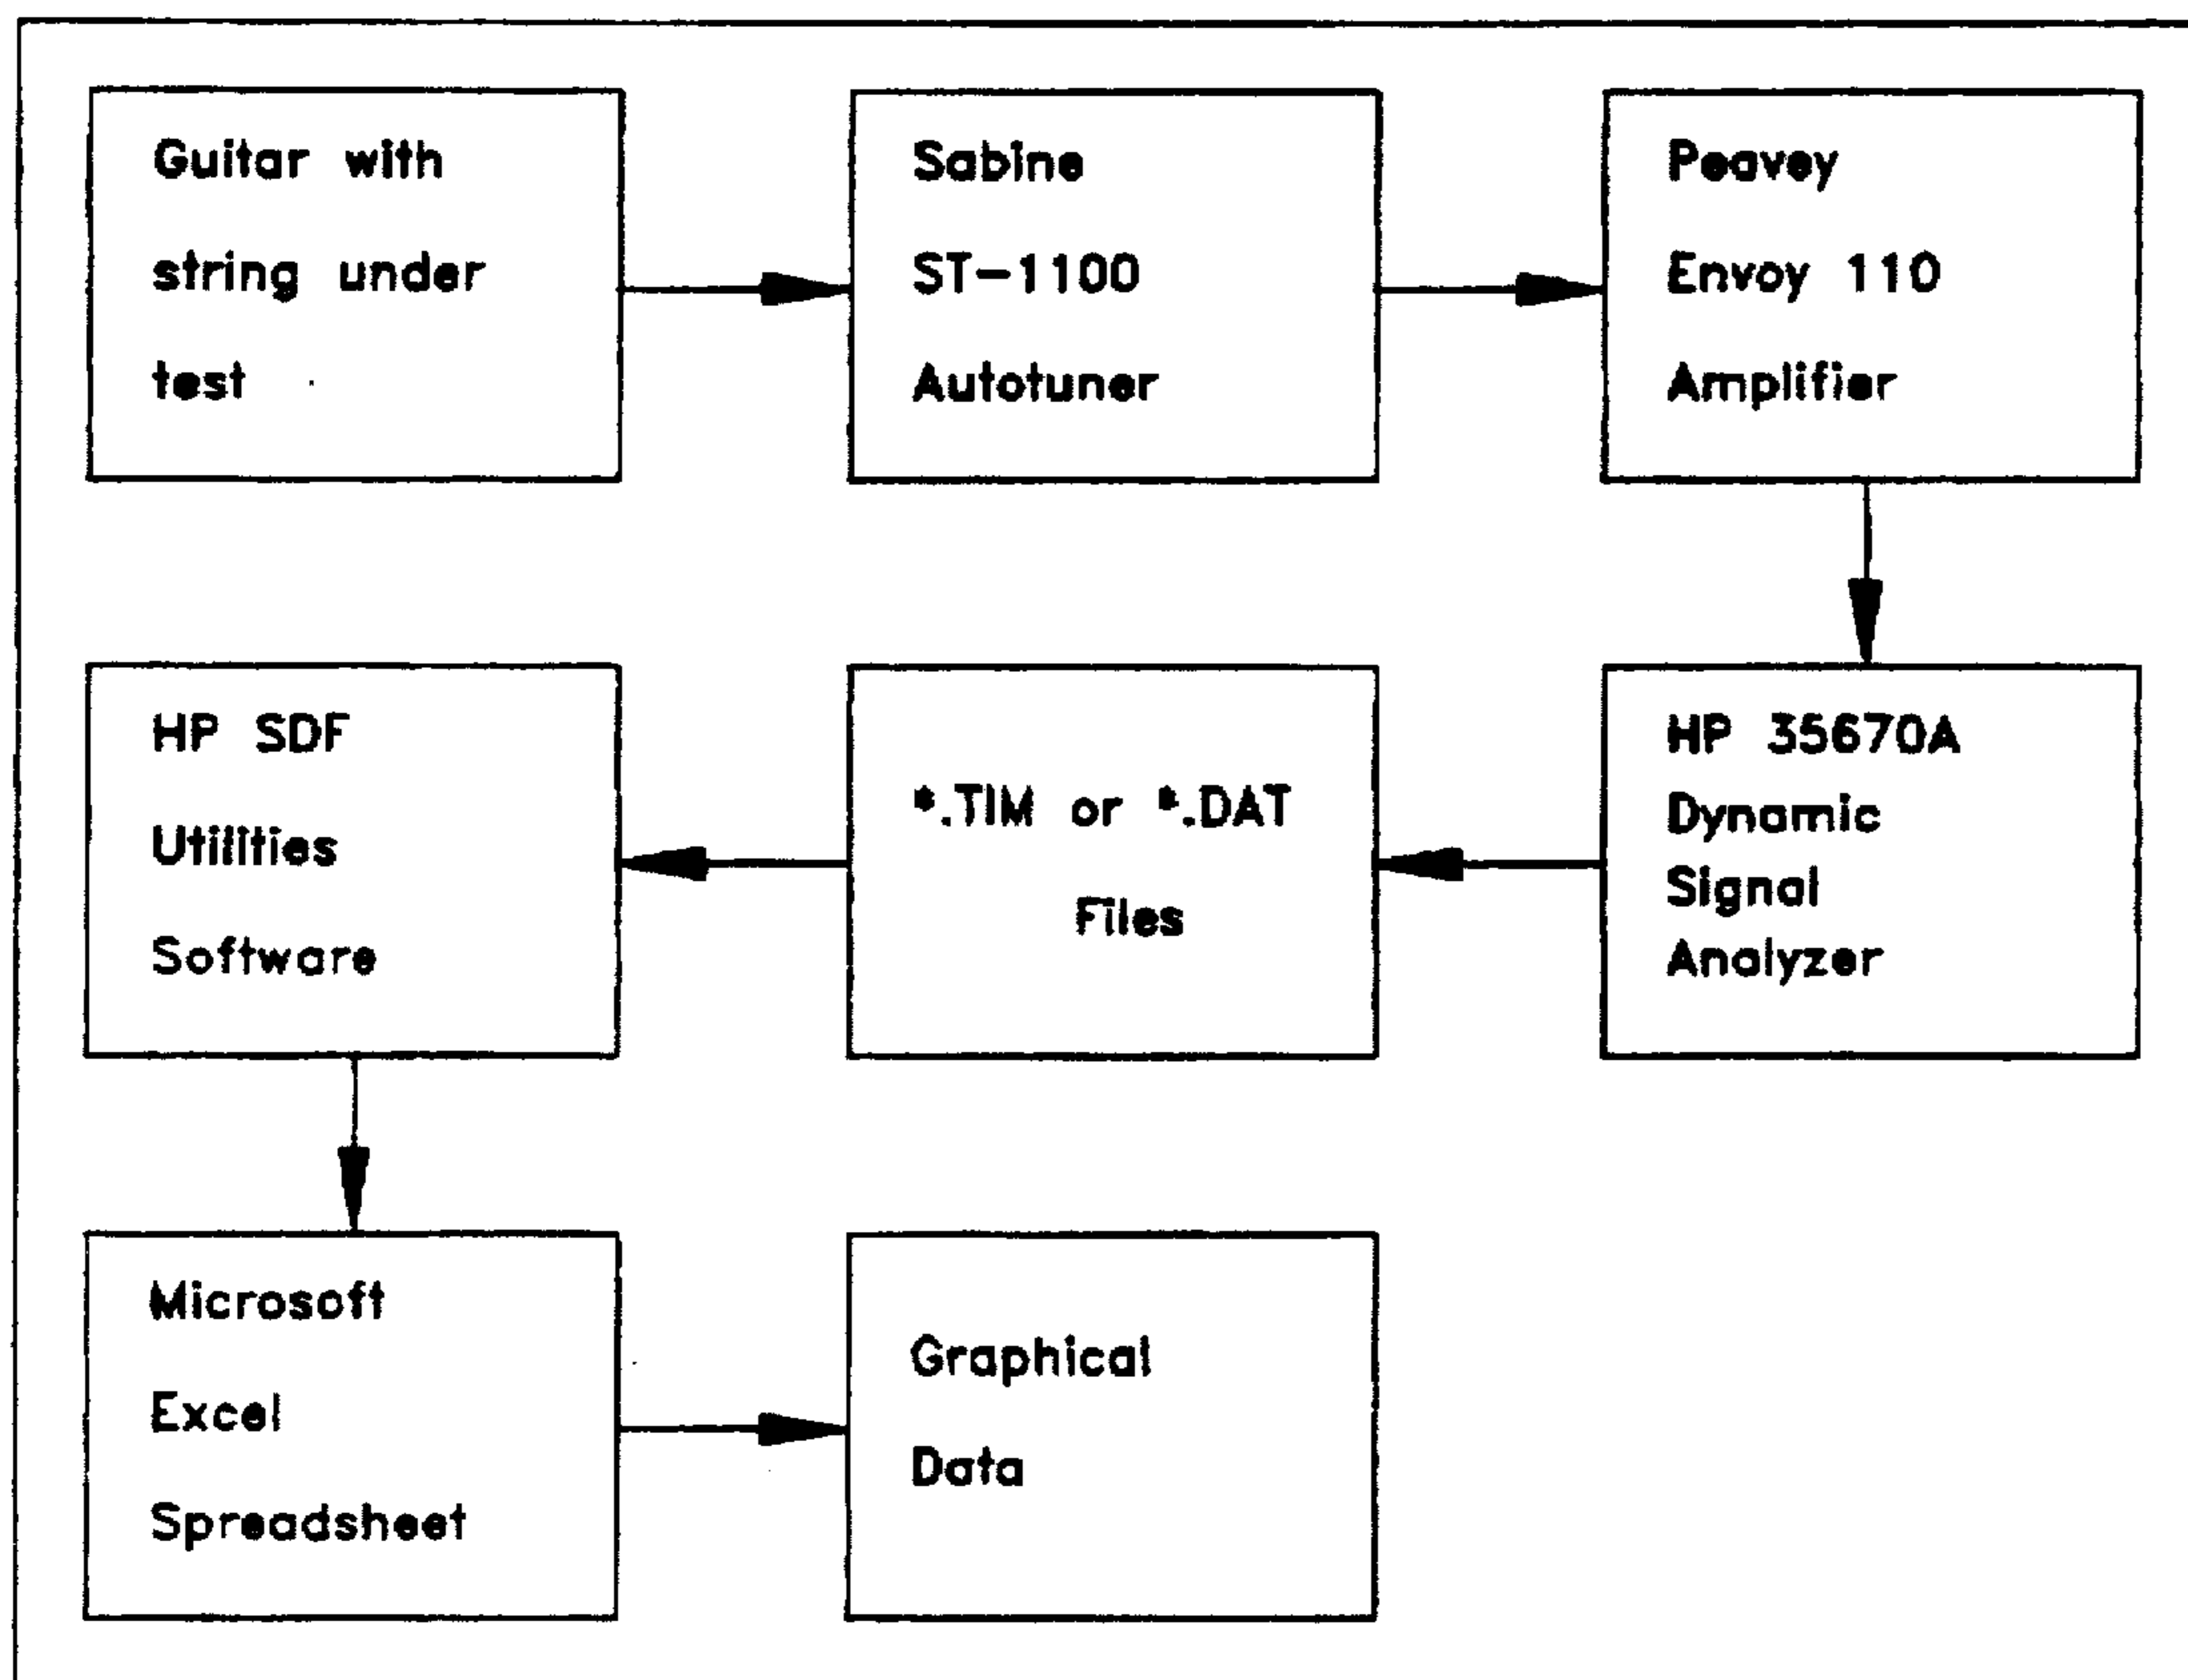 Guitar with
string under
test
Sabine
ST-1100
Autotuner
Peavey
Envoy 110
Amplifier
HP 35670A
Dynamic
Signal
Analyzer
*.TIM or *.DAT
Files
HP SDF
Utilities
Software
Microsoft
Excel
Spreadsheet
Graphical
Data